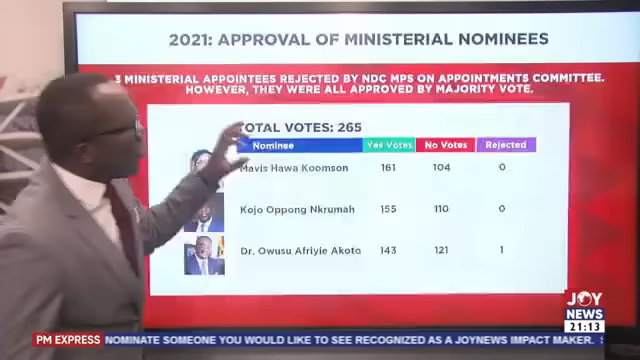 2021: APPROVAL OF MINISTERIAL NOMINEES
3 MINISTERIAL APPOINTEES REJECTED BY NDC MPS ON APPOINTMENTS COMMITTEE.
HOWEVER, THEY WERE ALL APPROVED BY MAJORITY VOTE.
TOTAL VOTES: 265
Nominee Yes Votes No Votes Rejected
Mavis Hawa Koomson 161 104 0
Kojo Oppong Nkrumah 155 110 0
Dr. Owusu Afriyie Akoto 143 121 1
JOY
NEWS
21:13
PM EXPRESS NOMINATE SOMEONE YOU WOULD LIKE TO SEE RECOGNIZED AS A JOYNEWS IMPACT MAKER.